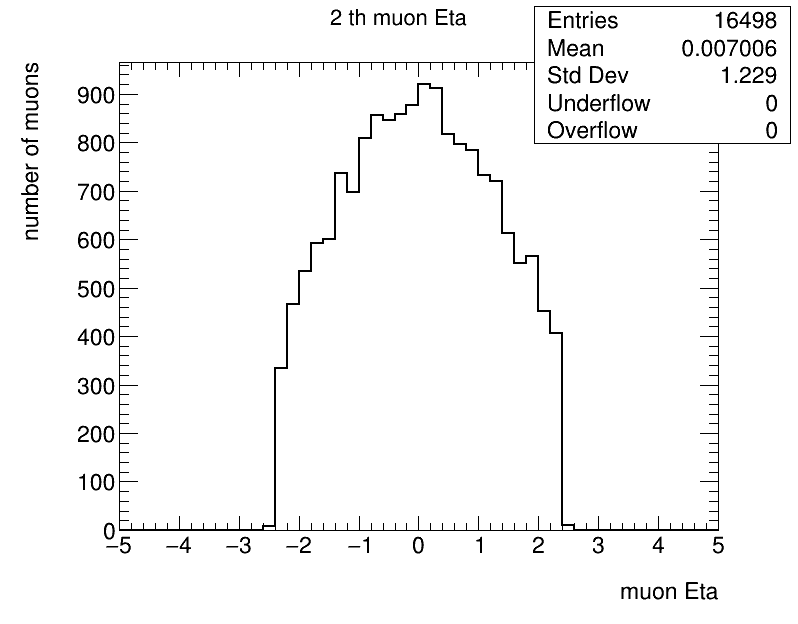 2 th muon Eta
Entries 16498
Mean 0.007006
Std Dev 1.229
Underflow 0
Overflow 0
number of muons
900
800
700
600
500
400
300
200
100
0
−5 −4 −3 −2 −1 0 1 2 3 4 5
muon Eta